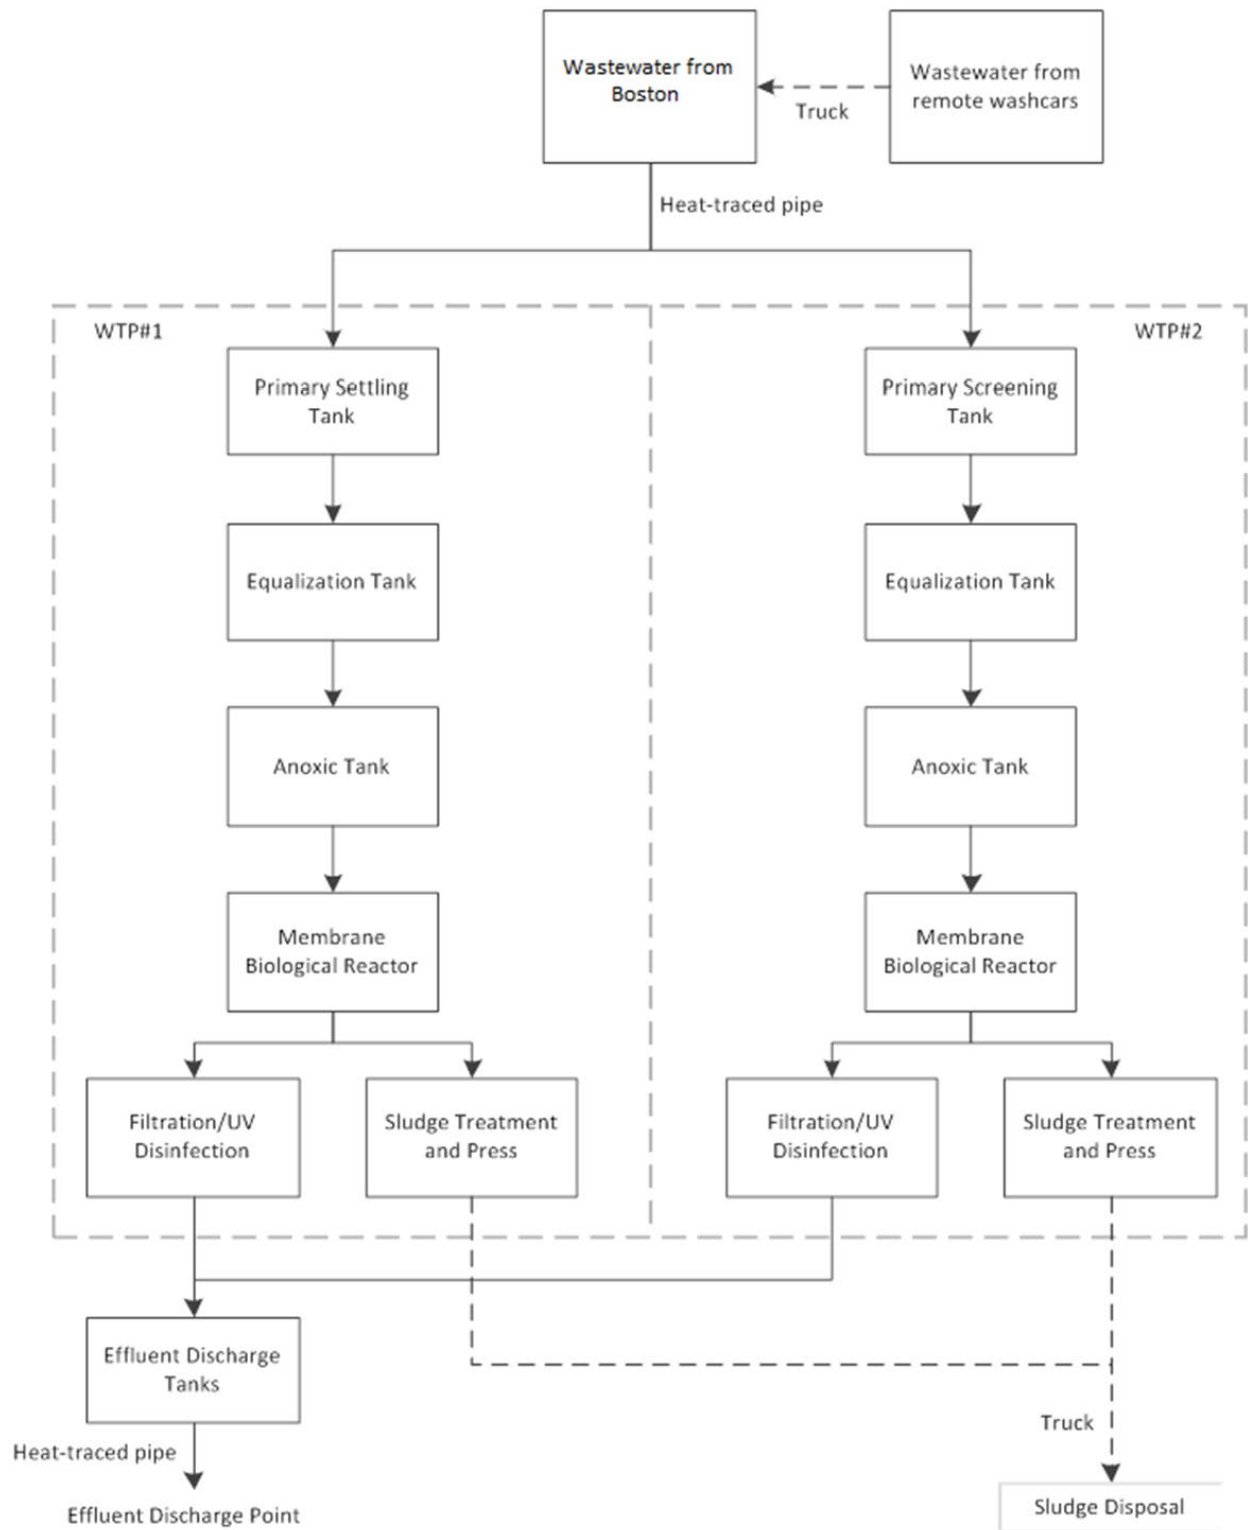 Wastewater from
Boston
Wastewater from
remote washcars
Truck
Heat-traced pipe
WTP#1
WTP#2
Primary Settling
Tank
Primary Screening
Tank
Equalization Tank
Equalization Tank
Anoxic Tank
Anoxic Tank
Membrane
Biological Reactor
Membrane
Biological Reactor
Filtration/UV
Disinfection
Sludge Treatment
and Press
Filtration/UV
Disinfection
Sludge Treatment
and Press
Effluent Discharge
Tanks
Truck
Heat-traced pipe
Effluent Discharge Point
Sludge Disposal